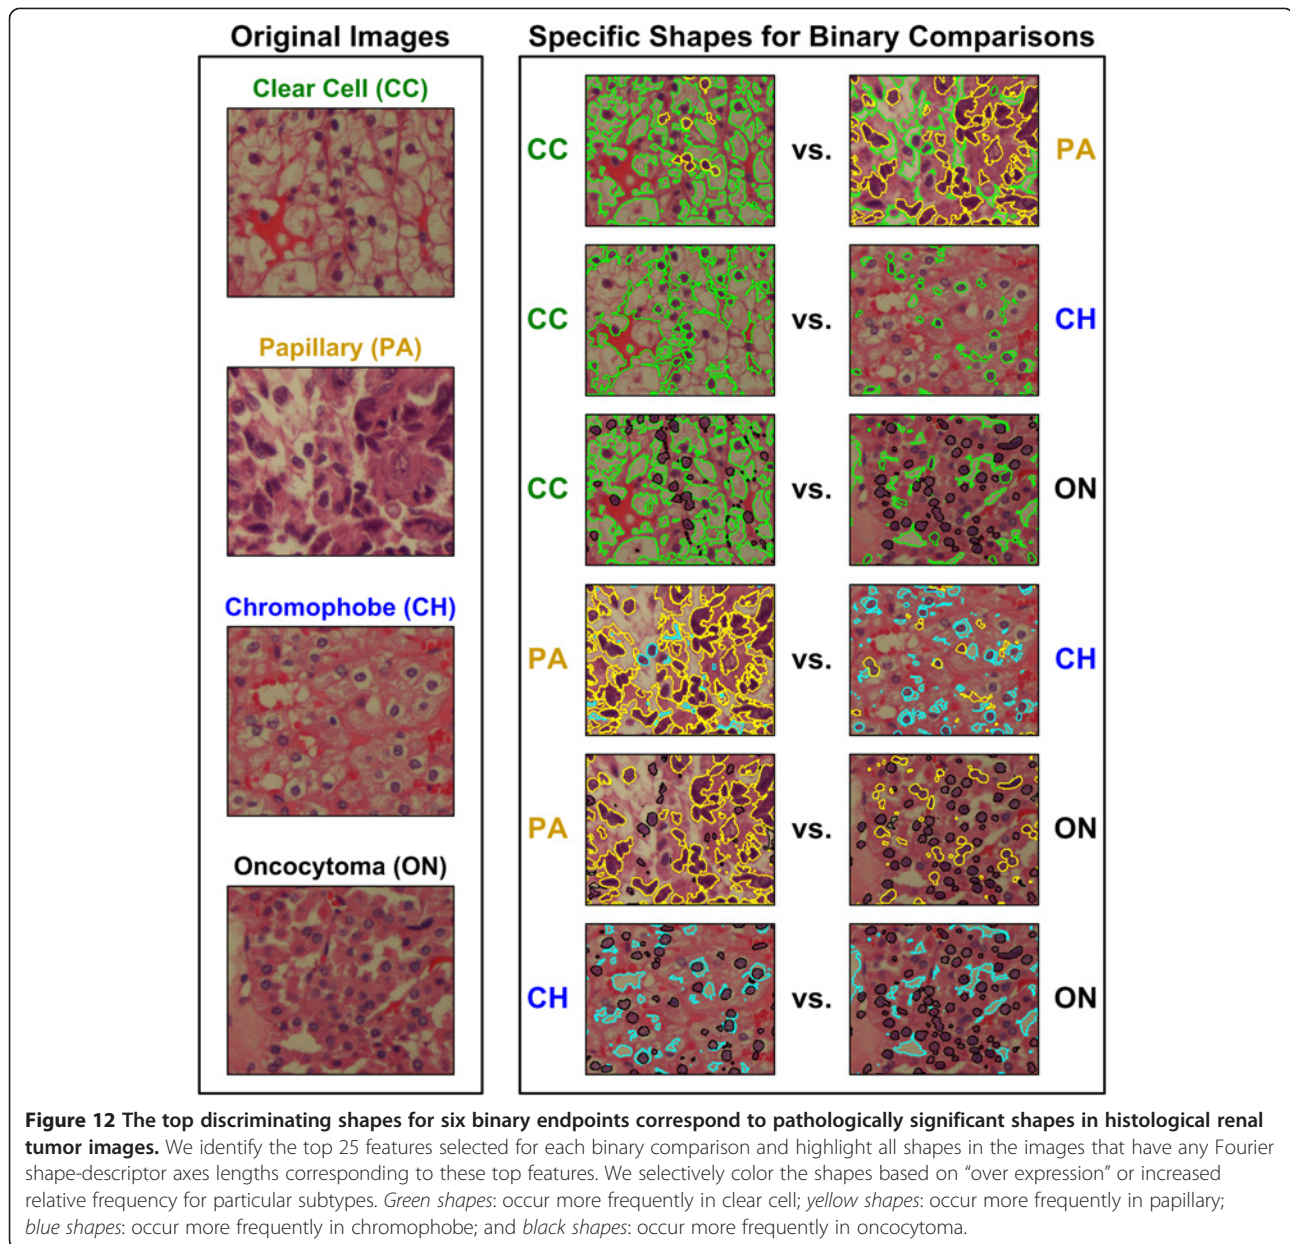 Original Images
Specific Shapes for Binary Comparisons
Clear Cell (CC)
Papillary (PA)
Chromophobe (CH)
Oncocytoma (ON)
CC vs. PA
CC vs. CH
CC vs. ON
PA vs. CH
PA vs. ON
CH vs. ON
Figure 12 The top discriminating shapes for six binary endpoints correspond to pathologically significant shapes in histological renal
tumor images. We identify the top 25 features selected for each binary comparison and highlight all shapes in the images that have any Fourier
shape-descriptor axes lengths corresponding to these top features. We selectively color the shapes based on “over expression” or increased
relative frequency for particular subtypes. Green shapes: occur more frequently in clear cell; yellow shapes: occur more frequently in papillary;
blue shapes: occur more frequently in chromophobe; and black shapes: occur more frequently in oncocytoma.